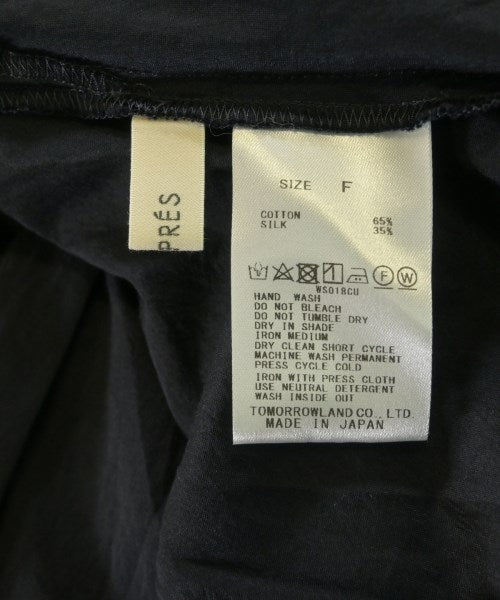 PRÉS
SIZE F
COTTON 65%
SILK 35%
F W
WS018CU
HAND WASH
DO NOT BLEACH
DO NOT TUMBLE DRY
DRY IN SHADE
IRON MEDIUM
DRY CLEAN SHORT CYCLE
MACHINE WASH PERMANENT
PRESS CYCLE COLD
IRON WITH PRESS CLOTH
USE NEUTRAL DETERGENT
WASH INSIDE OUT
TOMORROWLAND CO., LTD
MADE IN JAPAN